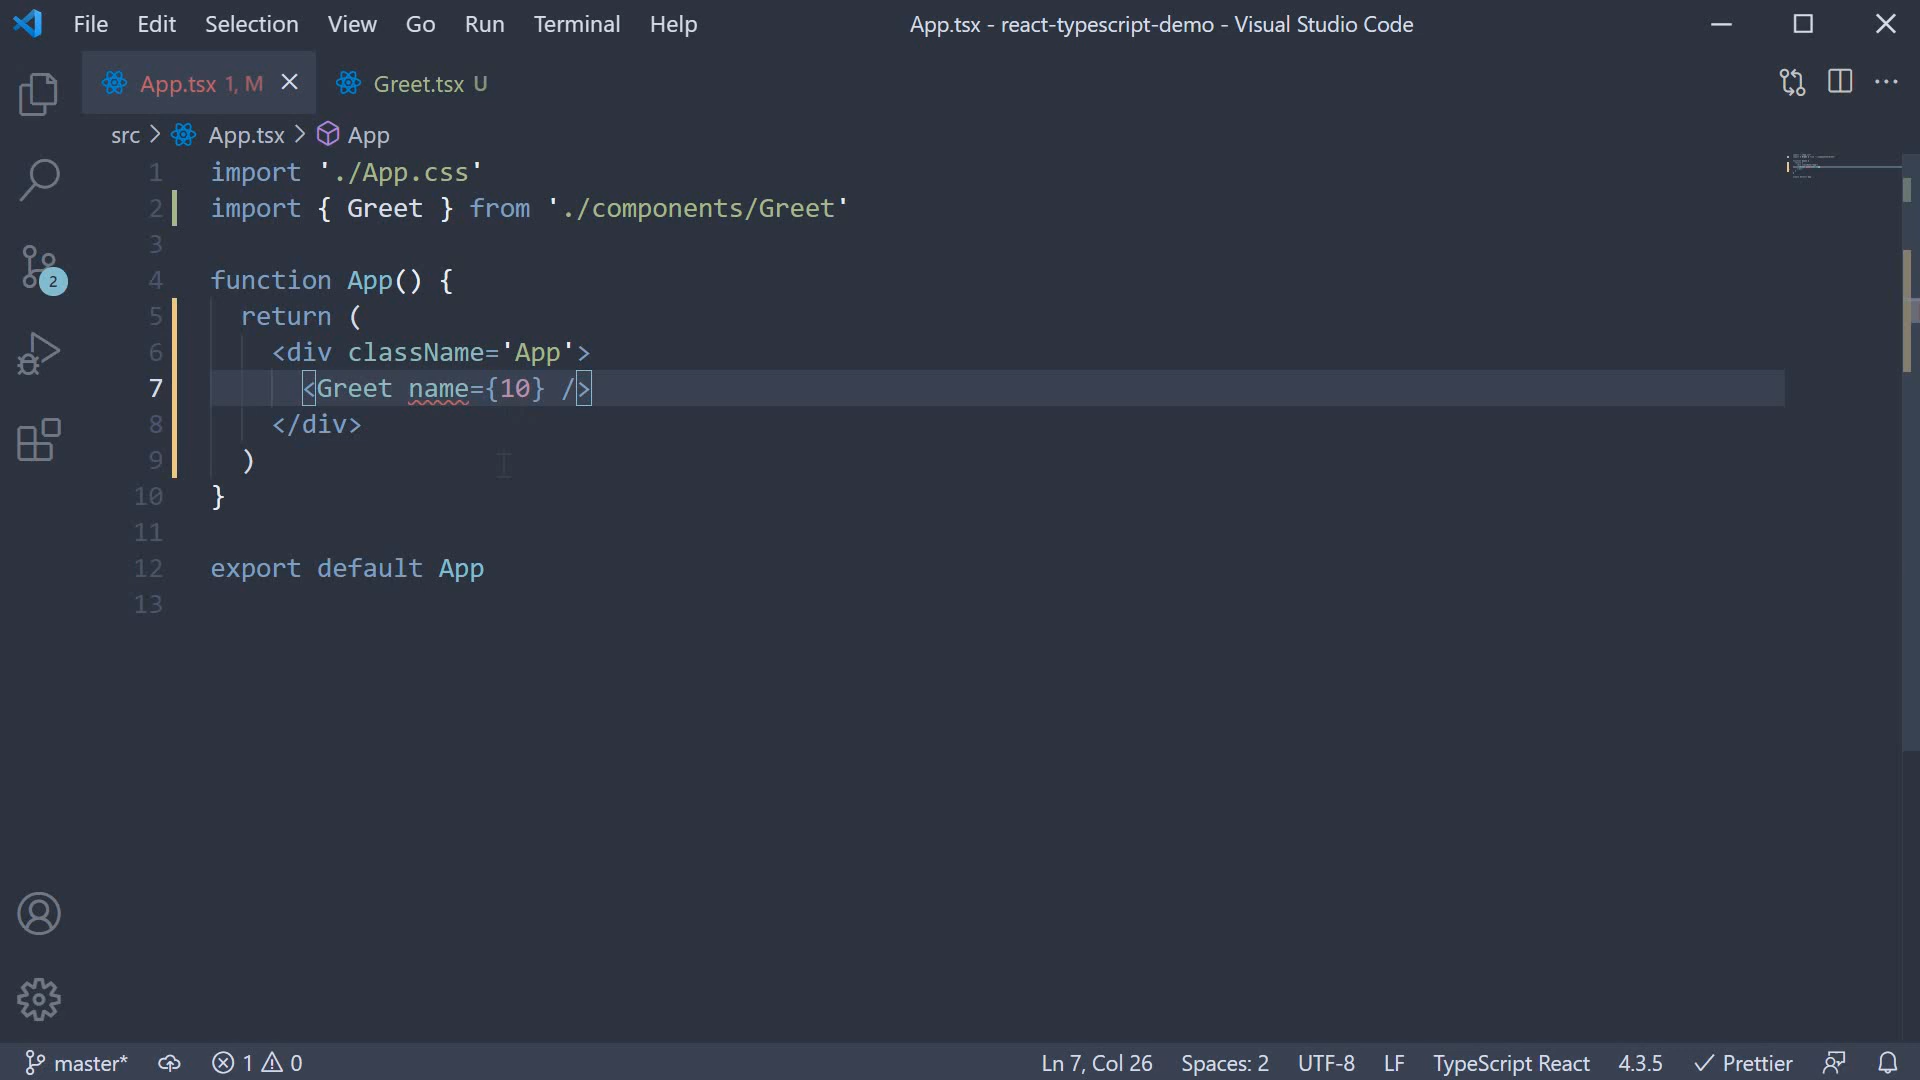 File Edit Selection View Go Run Terminal Help App.tsx - react-typescript-demo - Visual Studio Code
App.tsx 1, M Greet.tsx U
src > App.tsx > App
1 import './App.css'
2 import { Greet } from './components/Greet'
3
4 function App() {
5 return (
6 <div className='App'>
7 <Greet name={10} />
8 </div>
9 )
10 }
11
12 export default App
13
2
master* 1 0 Ln 7, Col 26 Spaces: 2 UTF-8 LF TypeScript React 4.3.5 Prettier